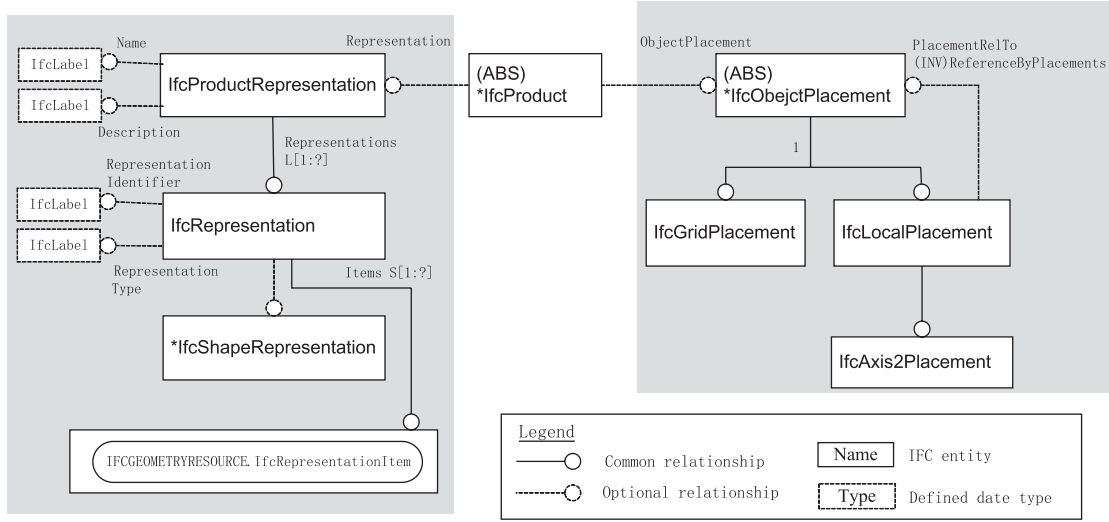 Name
Representation
IfcLabel
IfcProductRepresentation
IfcLabel
Description
(ABS)
*IfcProduct
ObjectPlacement
PlacementRelTo
(INV)ReferenceByPlacements
(ABS)
*IfcObejctPlacement
Representations
L[1:?]
1
Representation
Identifier
IfcLabel
IfcRepresentation
IfcLabel
Representation
Type
Items S[1:?]
IfcGridPlacement
IfcLocalPlacement
*IfcShapeRepresentation
IfcAxis2Placement
IFCGEOMETRYRESOURCE.IfcRepresentationItem
Legend
Common relationship
Name
IFC entity
Optional relationship
Type
Defined date type